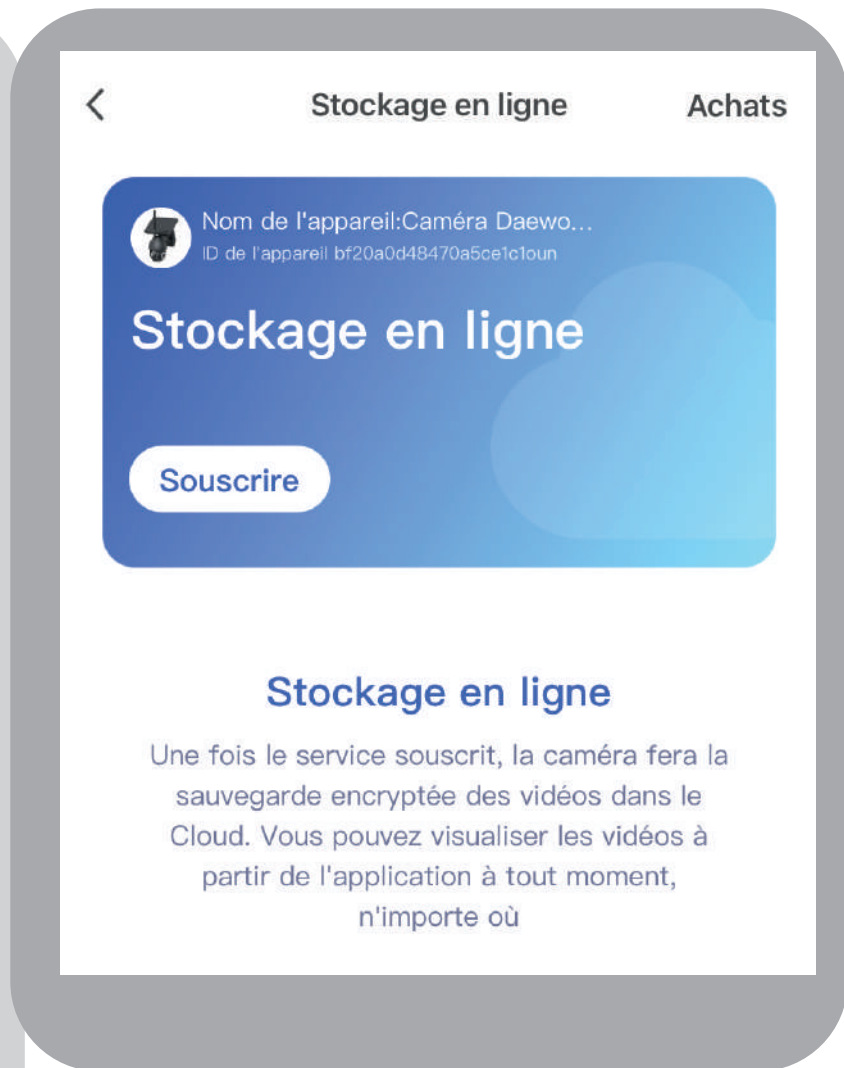 Stockage en ligne Achats
Nom de l'appareil:Caméra Daewo...
ID de l'appareil bf20a0d48470a5ce1c1oun
Stockage en ligne
Souscrire
Stockage en ligne
Une fois le service souscrit, la caméra fera la
sauvegarde encryptée des vidéos dans le
Cloud. Vous pouvez visualiser les vidéos à
partir de l'application à tout moment,
n'importe où